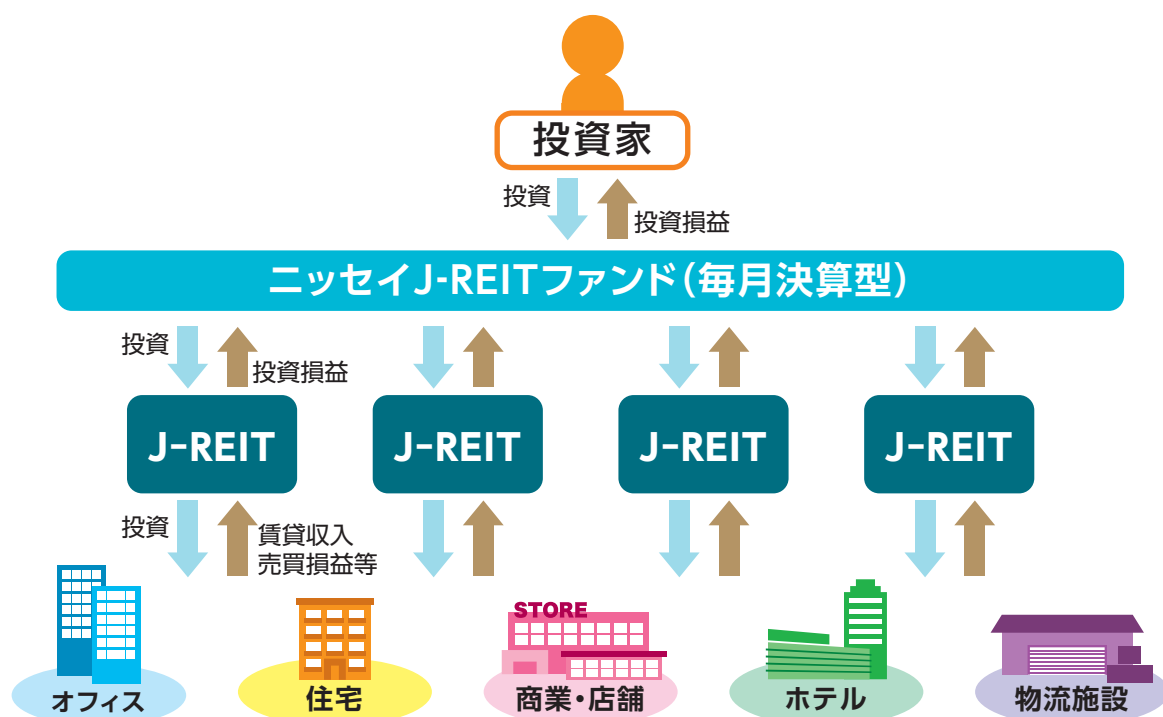 投資家
投資
投資損益
ニッセイJ-REITファンド(毎月決算型)
投資
投資損益
J-REIT
J-REIT
J-REIT
J-REIT
投資
賃貸収入
売買損益等
STORE
オフィス
住宅
商業・店舗
ホテル
物流施設